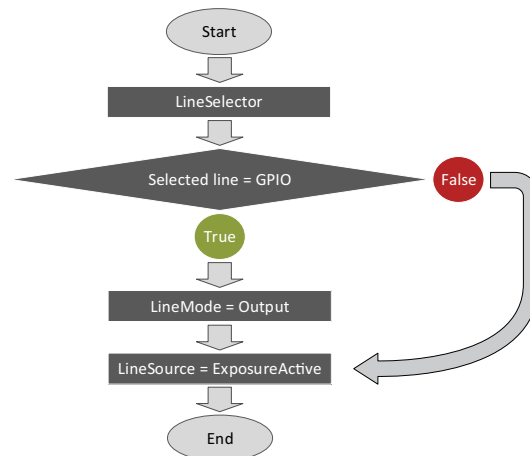 Start
LineSelector
Selected line = GPIO
False
True
LineMode = Output
LineSource = ExposureActive
End